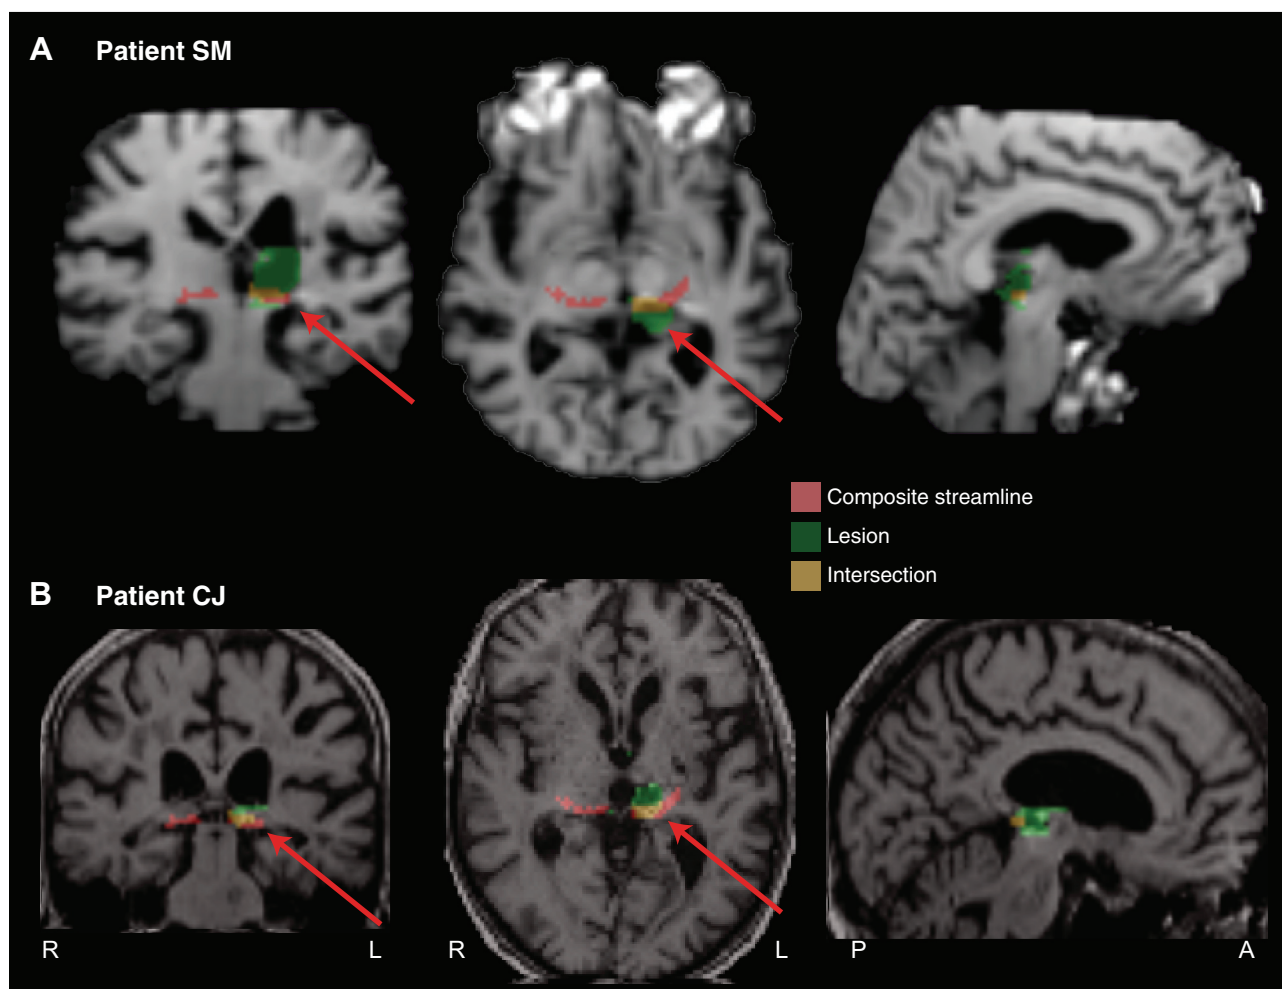 A Patient SM
Composite streamline
Lesion
Intersection
B Patient CJ
R L R L P A